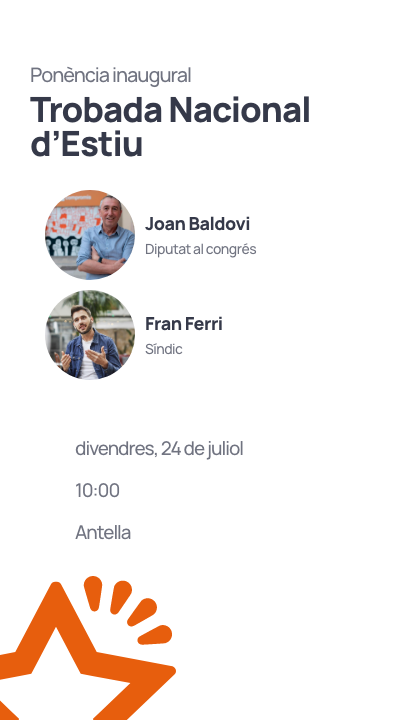 Ponència inaugural
Trobada Nacional
d’Estiu
Joan Baldovi
Diputat al congrés
Fran Ferri
Síndic
divendres, 24 de juliol
10:00
Antella